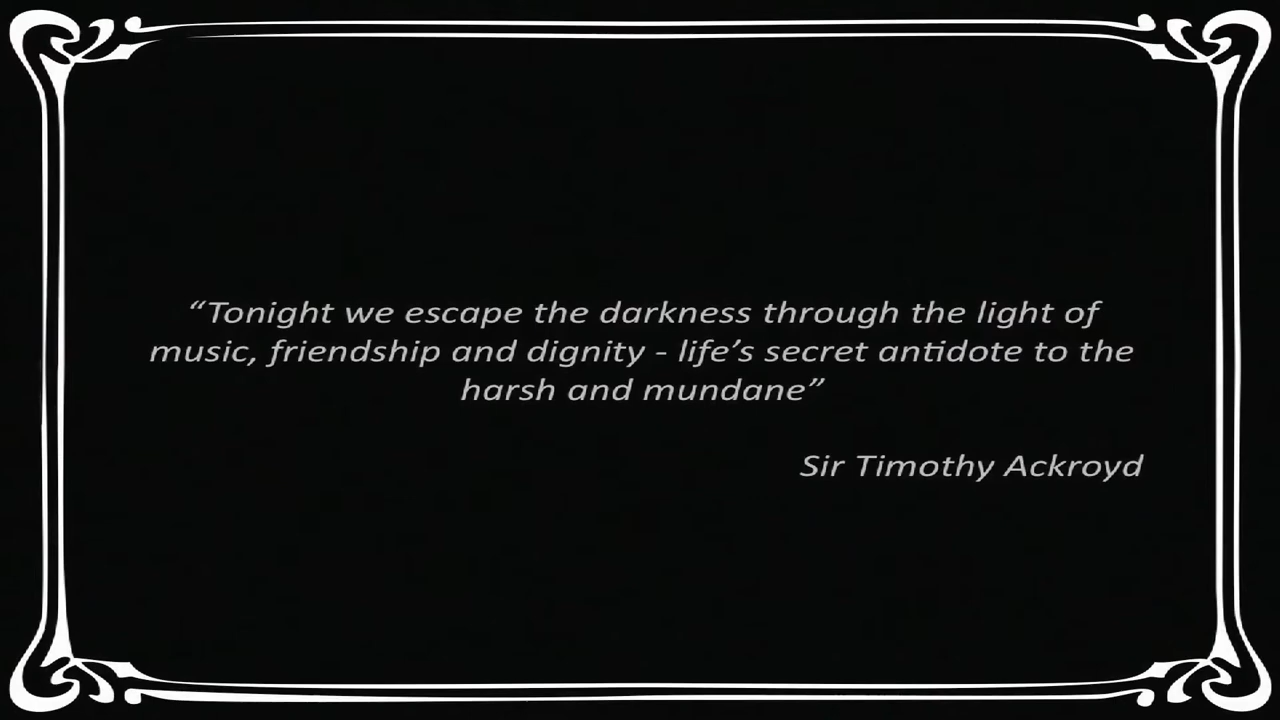 “Tonight we escape the darkness through the light of
music, friendship and dignity - life’s secret antidote to the
harsh and mundane”
Sir Timothy Ackroyd